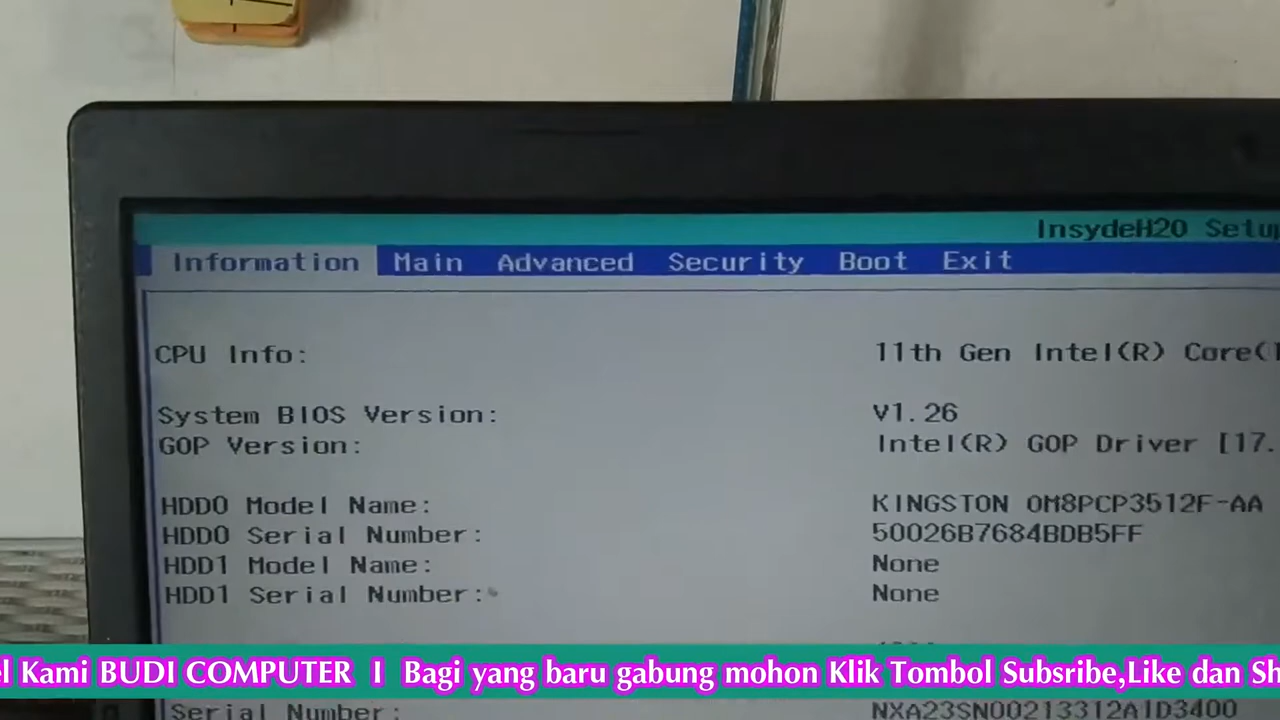 InsydeH20 Setup
Information Main Advanced Security Boot Exit
CPU Info: 11th Gen Intel(R) Core(
System BIOS Version: V1.26
GOP Version: Intel(R) GOP Driver [17.
HDD0 Model Name: KINGSTON OM8PCP3512F-AA
HDD0 Serial Number: 50026B7684BDB5FF
HDD1 Model Name: None
HDD1 Serial Number: None
Kami BUDI COMPUTER I Bagi yang baru gabung mohon Klik Tombol Subsribe,Like dan Sh
Serial Number: NXA23SN00213312A1D3400